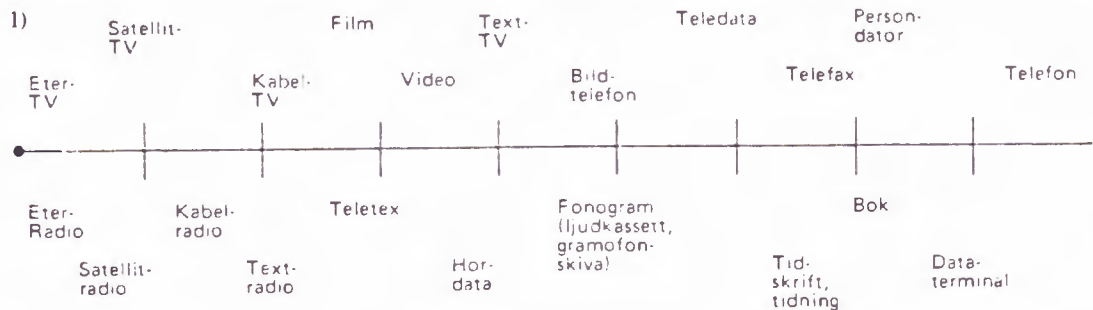 1)
Satellit-
TV
Film
Text-
TV
Teledata
Person-
dator
Eter-
TV
Kabel-
TV
Video
Bild-
telefon
Telefax
Telefon
Eter-
Radio
Kabel-
radio
Teletex
Fonogram
(ljudkassett,
gramofon-
skiva)
Bok
Satellit-
radio
Text-
radio
Hor-
data
Tid-
skrift,
tidning
Data-
terminal